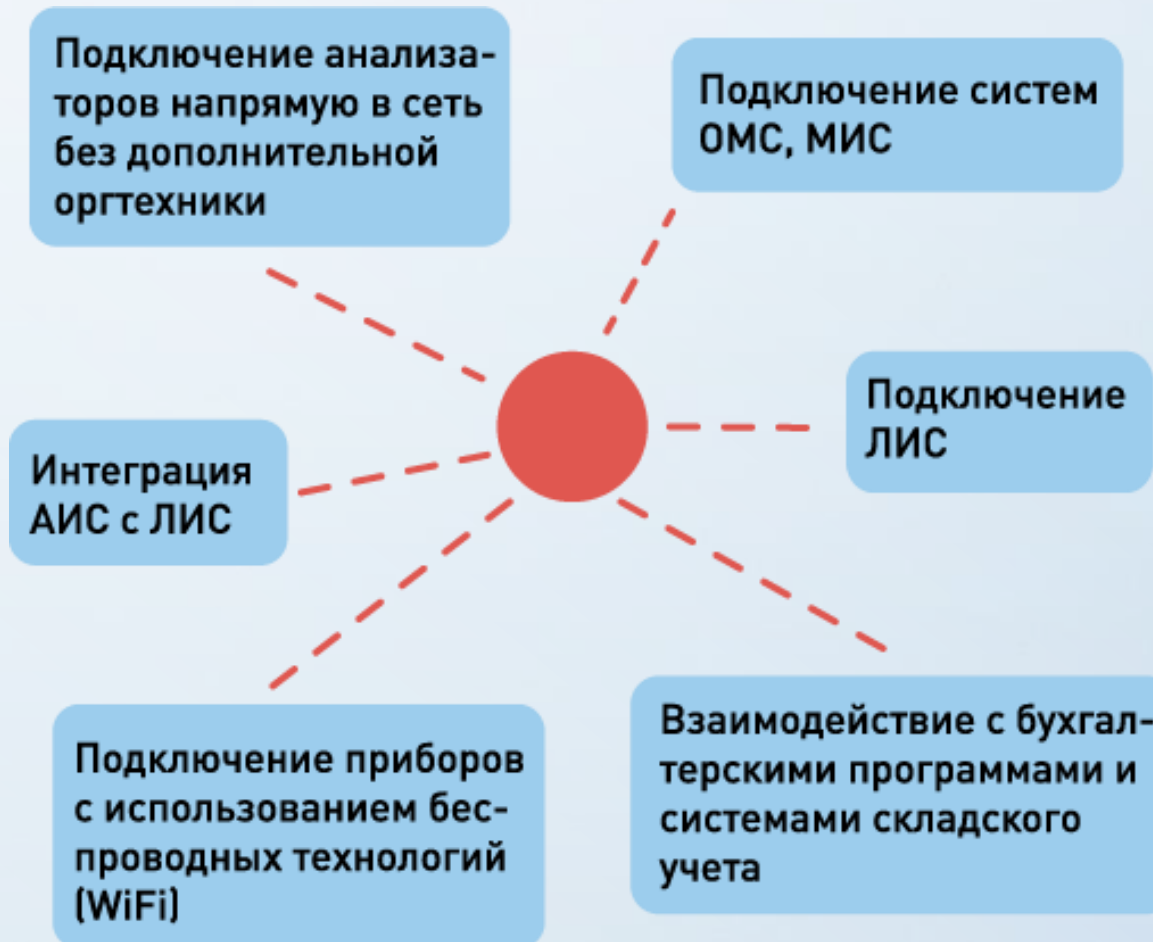 Подключение анализа-
торов напрямую в сеть
без дополнительной
оргтехники
Подключение систем
ОМС, МИС
Подключение
ЛИС
Интеграция
АИС с ЛИС
Подключение приборов
с использованием бес-
проводных технологий
(WiFi)
Взаимодействие с бухгал-
терскими программами и
системами складского
учета